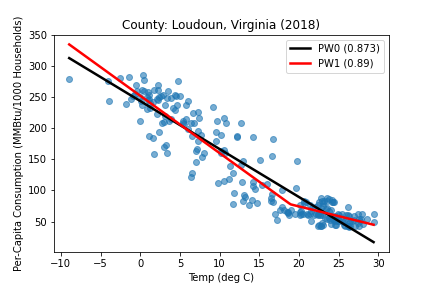 County: Loudoun, Virginia (2018)
PW0 (0.873)
PW1 (0.89)
Per-Capita Consumption (MMBtu/1000 Households)
350
300
250
200
150
100
50
-10 -5 0 5 10 15 20 25 30
Temp (deg C)